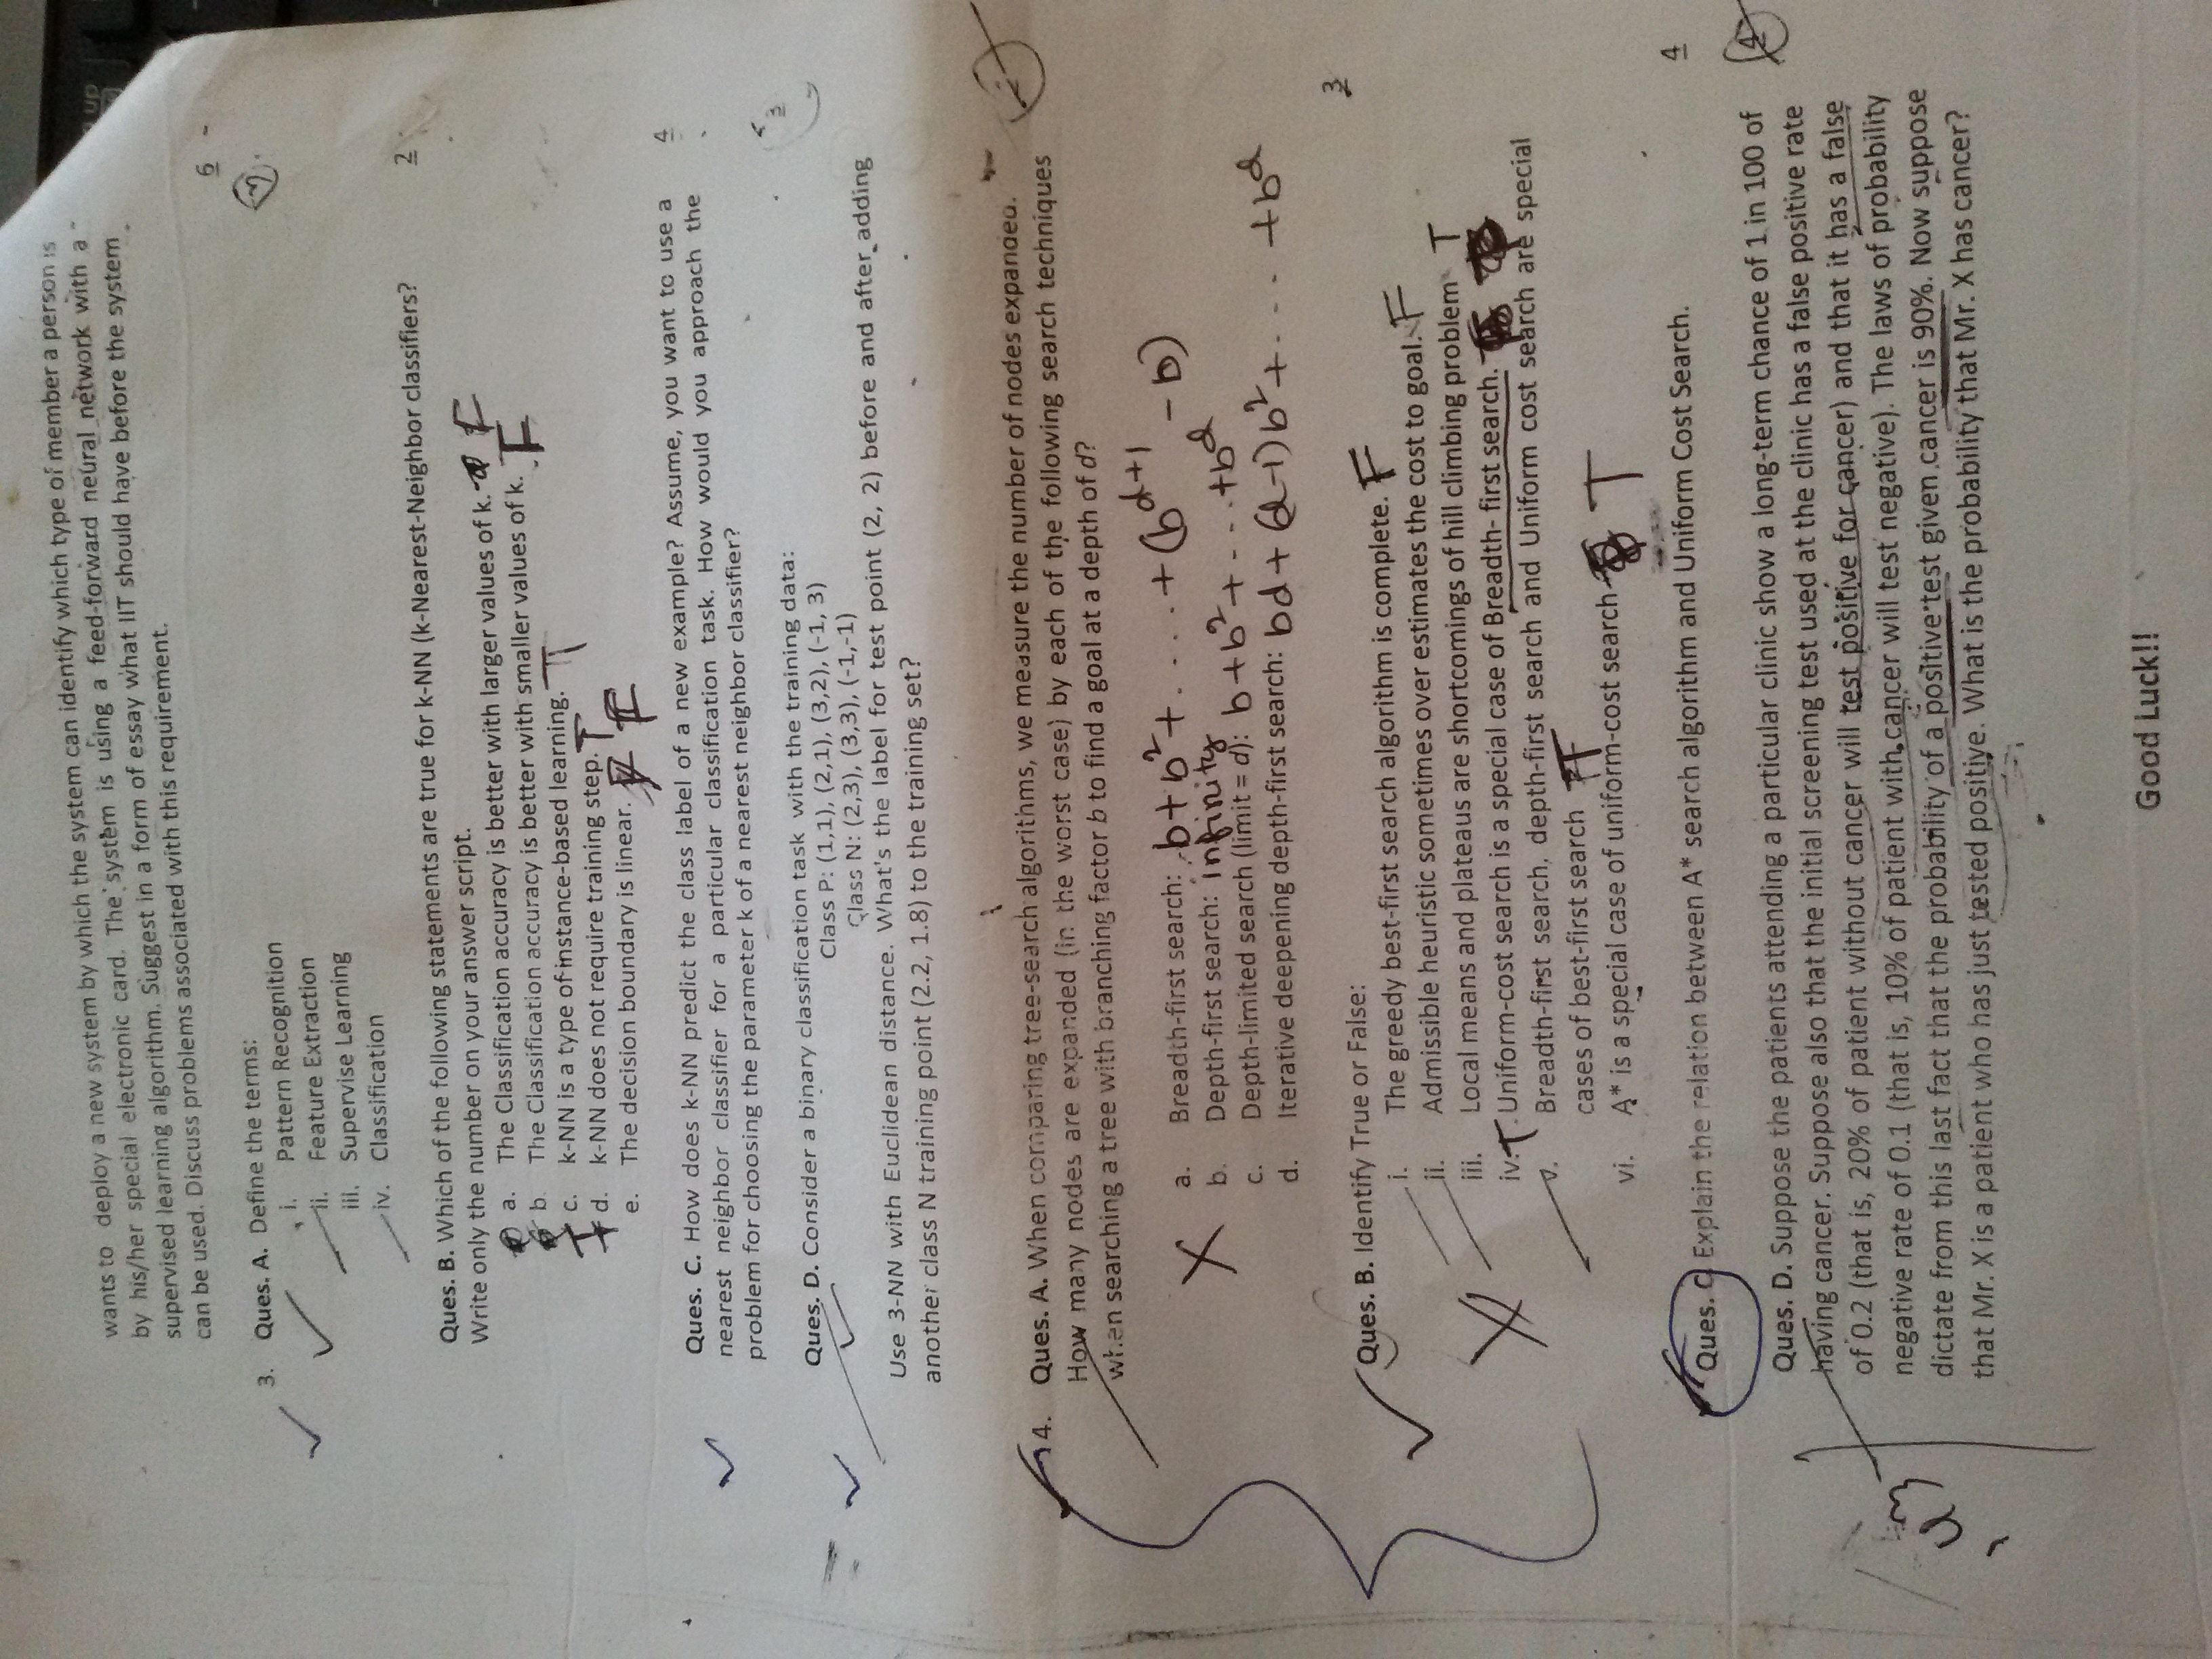 wants to deploy a new system by which the system can identify which type of member a person is
by his/her special electronic card. The system is using a feed-forward neural network with a
supervised learning algorithm. Suggest in a form of essay what IIT should have before the system
can be used. Discuss problems associated with this requirement.
6
3. Ques. A. Define the terms:
i. Pattern Recognition
ii. Feature Extraction
iii. Supervise Learning
iv. Classification
Ques. B. Which of the following statements are true for k-NN (k-Nearest-Neighbor classifiers? 2
Write only the number on your answer script.
a. The Classification accuracy is better with larger values of k. F
b. The Classification accuracy is better with smaller values of k. F
T c. k-NN is a type of instance-based learning. T
T d. k-NN does not require training step. T
e. The decision boundary is linear. F
Ques. C. How does k-NN predict the class label of a new example? Assume, you want to use a 4
nearest neighbor classifier for a particular classification task. How would you approach the
problem for choosing the parameter k of a nearest neighbor classifier?
Ques. D. Consider a binary classification task with the training data: 3
Class P: (1,1), (2,1), (3,2), (-1, 3)
Class N: (2,3), (3,3), (-1,-1)
Use 3-NN with Euclidean distance. What's the label for test point (2, 2) before and after adding
another class N training point (2.2, 1.8) to the training set?
4. Ques. A. When comparing tree-search algorithms, we measure the number of nodes expanded.
How many nodes are expanded (in the worst case) by each of the following search techniques
when searching a tree with branching factor b to find a goal at a depth of d?
a. Breadth-first search: b+b²+ . . . . +(b^(d+1) - b)
b. Depth-first search: infinity
c. Depth-limited search (limit = d): b+b²+ - - . +b^d
d. Iterative deepening depth-first search: bd + (d-1)b²+ . . . . +b^d
3
Ques. B. Identify True or False:
i. The greedy best-first search algorithm is complete. F
ii. Admissible heuristic sometimes over estimates the cost to goal. F
iii. Local means and plateaus are shortcomings of hill climbing problem T
iv. T Uniform-cost search is a special case of Breadth- first search.
v. Breadth-first search, depth-first search and Uniform cost search are special
cases of best-first search T
vi. A* is a special case of uniform-cost search T
Ques. C. Explain the relation between A* search algorithm and Uniform Cost Search. 4
Ques. D. Suppose the patients attending a particular clinic show a long-term chance of 1 in 100 of 4
having cancer. Suppose also that the initial screening test used at the clinic has a false positive rate
of 0.2 (that is, 20% of patient without cancer will test positive for cancer) and that it has a false
negative rate of 0.1 (that is, 10% of patient with cancer will test negative). The laws of probability
dictate from this last fact that the probability of a positive test given cancer is 90%. Now suppose
that Mr. X is a patient who has just tested positive. What is the probability that Mr. X has cancer?
Good Luck!!